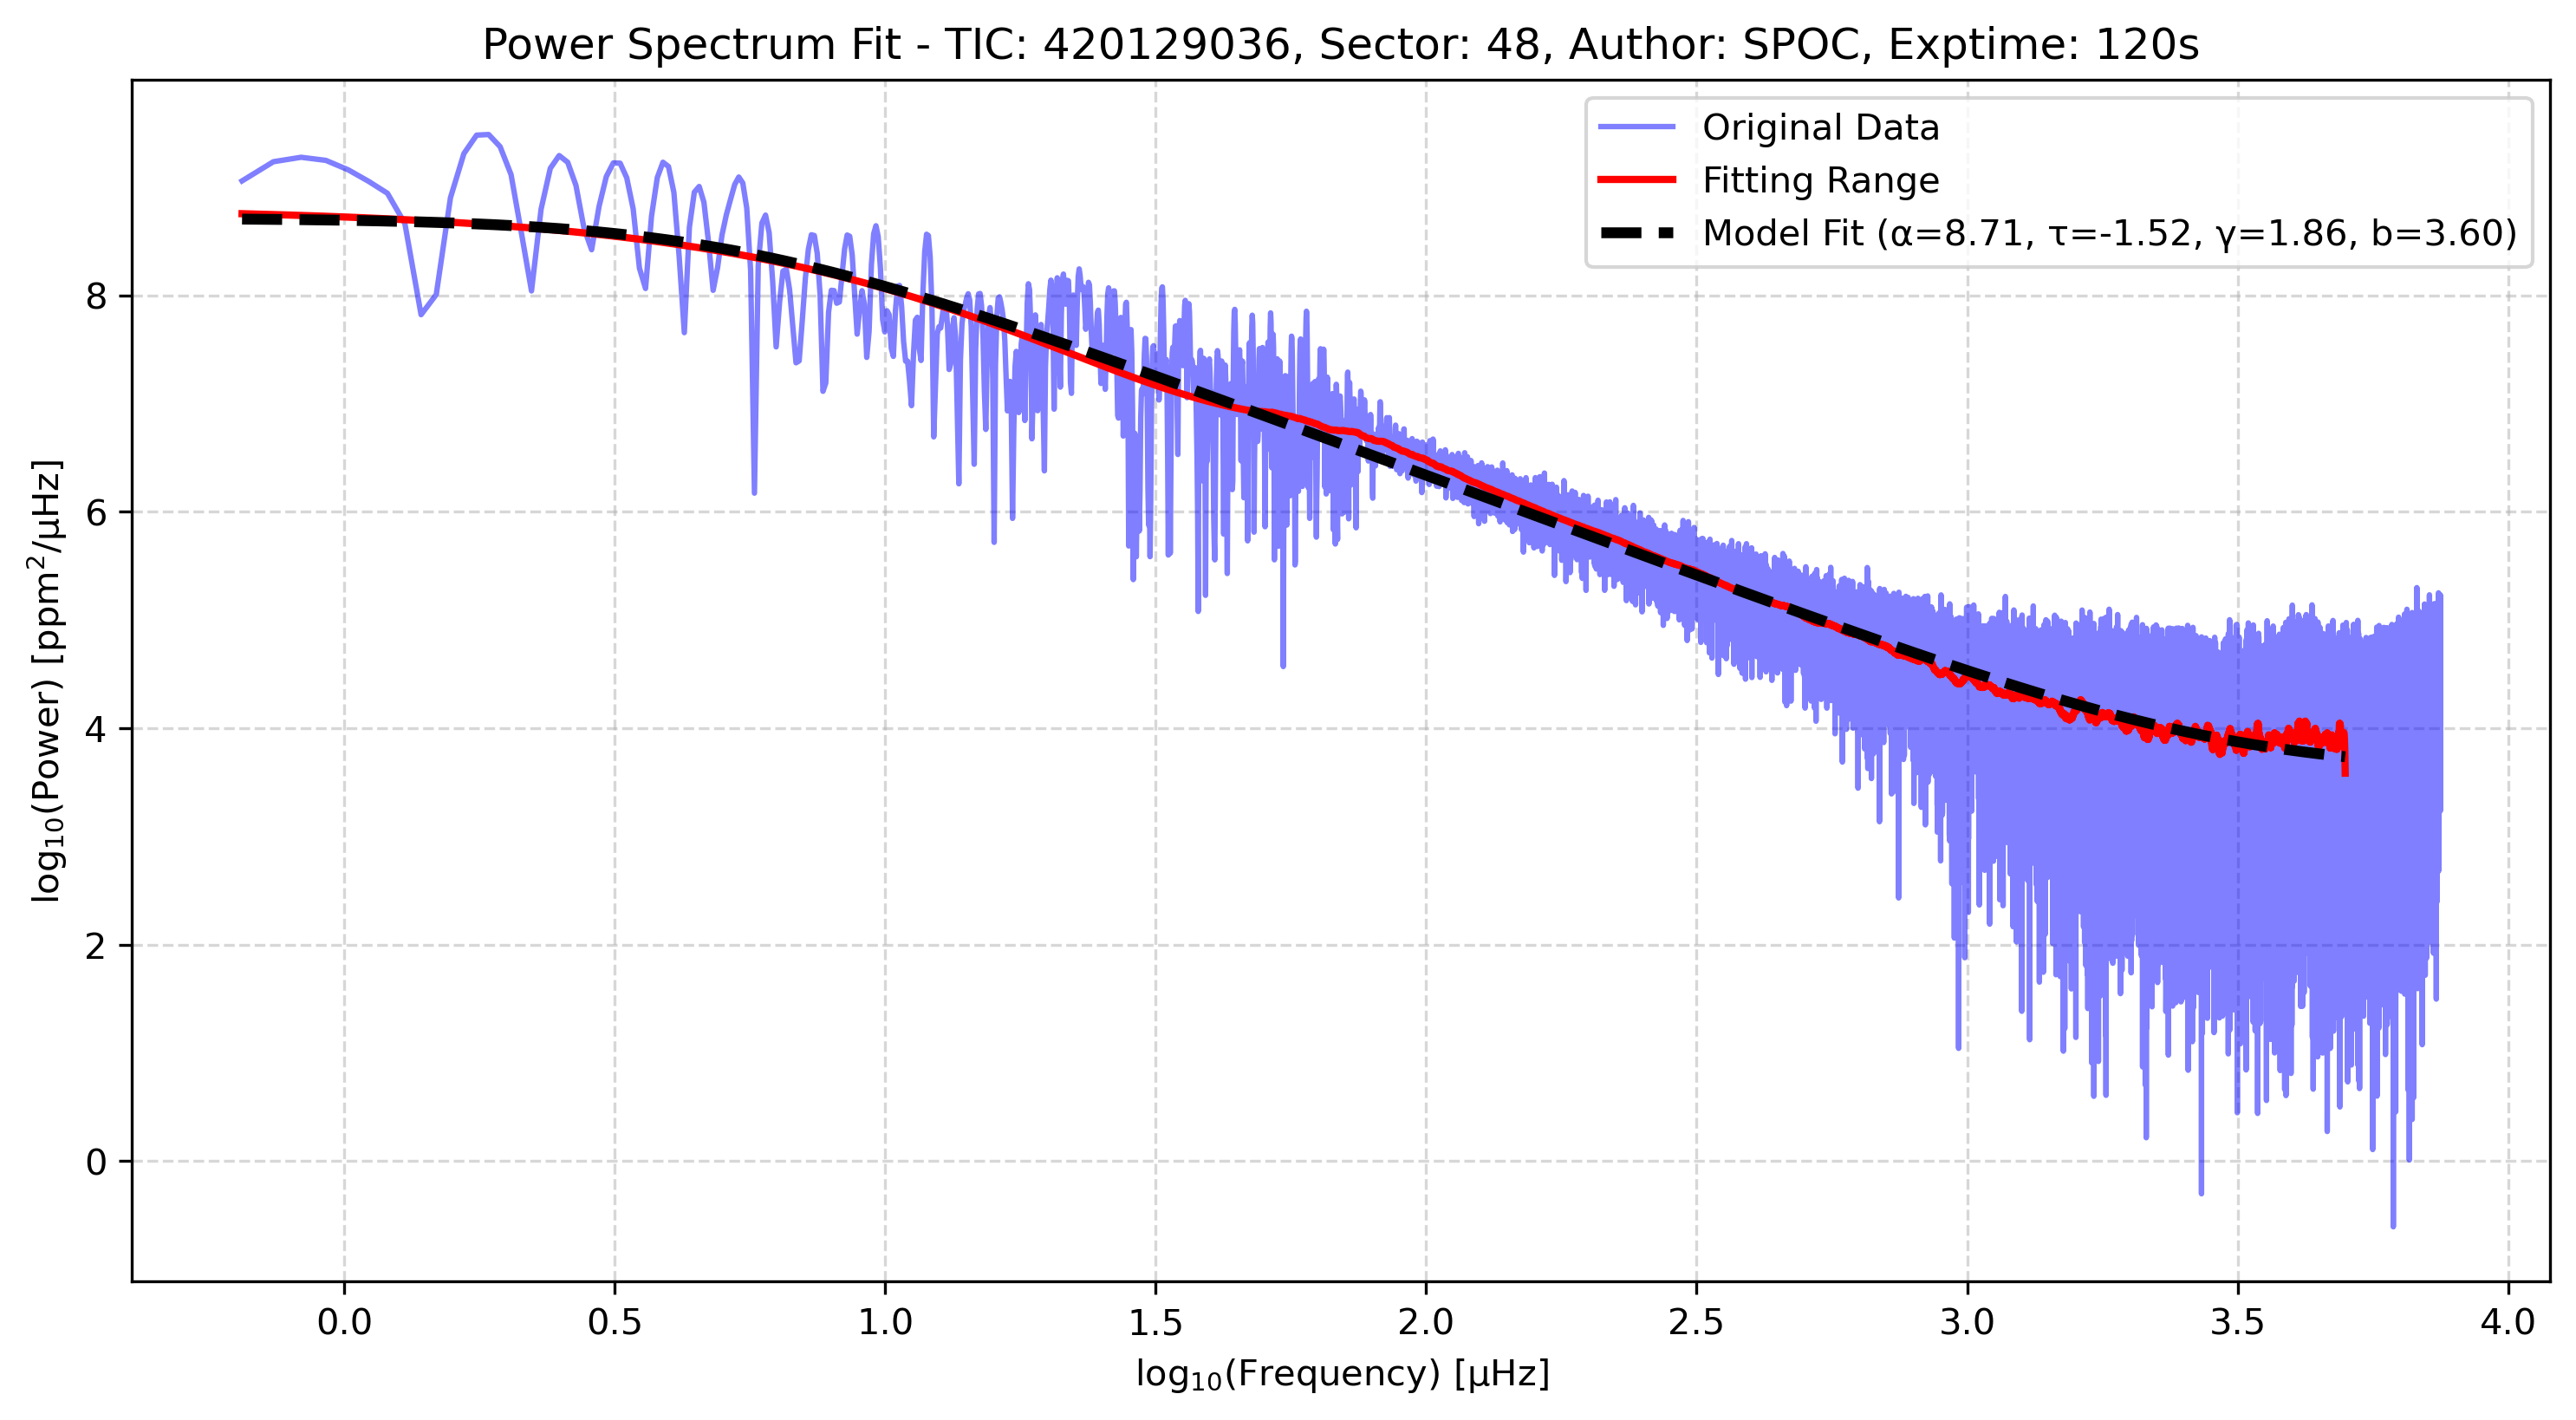 Power Spectrum Fit - TIC: 420129036, Sector: 48, Author: SPOC, Exptime: 120s
Original Data
Fitting Range
Model Fit (α=8.71, τ=-1.52, γ=1.86, b=3.60)
log₁₀(Power) [ppm²/μHz]
8
6
4
2
0
0.0 0.5 1.0 1.5 2.0 2.5 3.0 3.5 4.0
log₁₀(Frequency) [μHz]